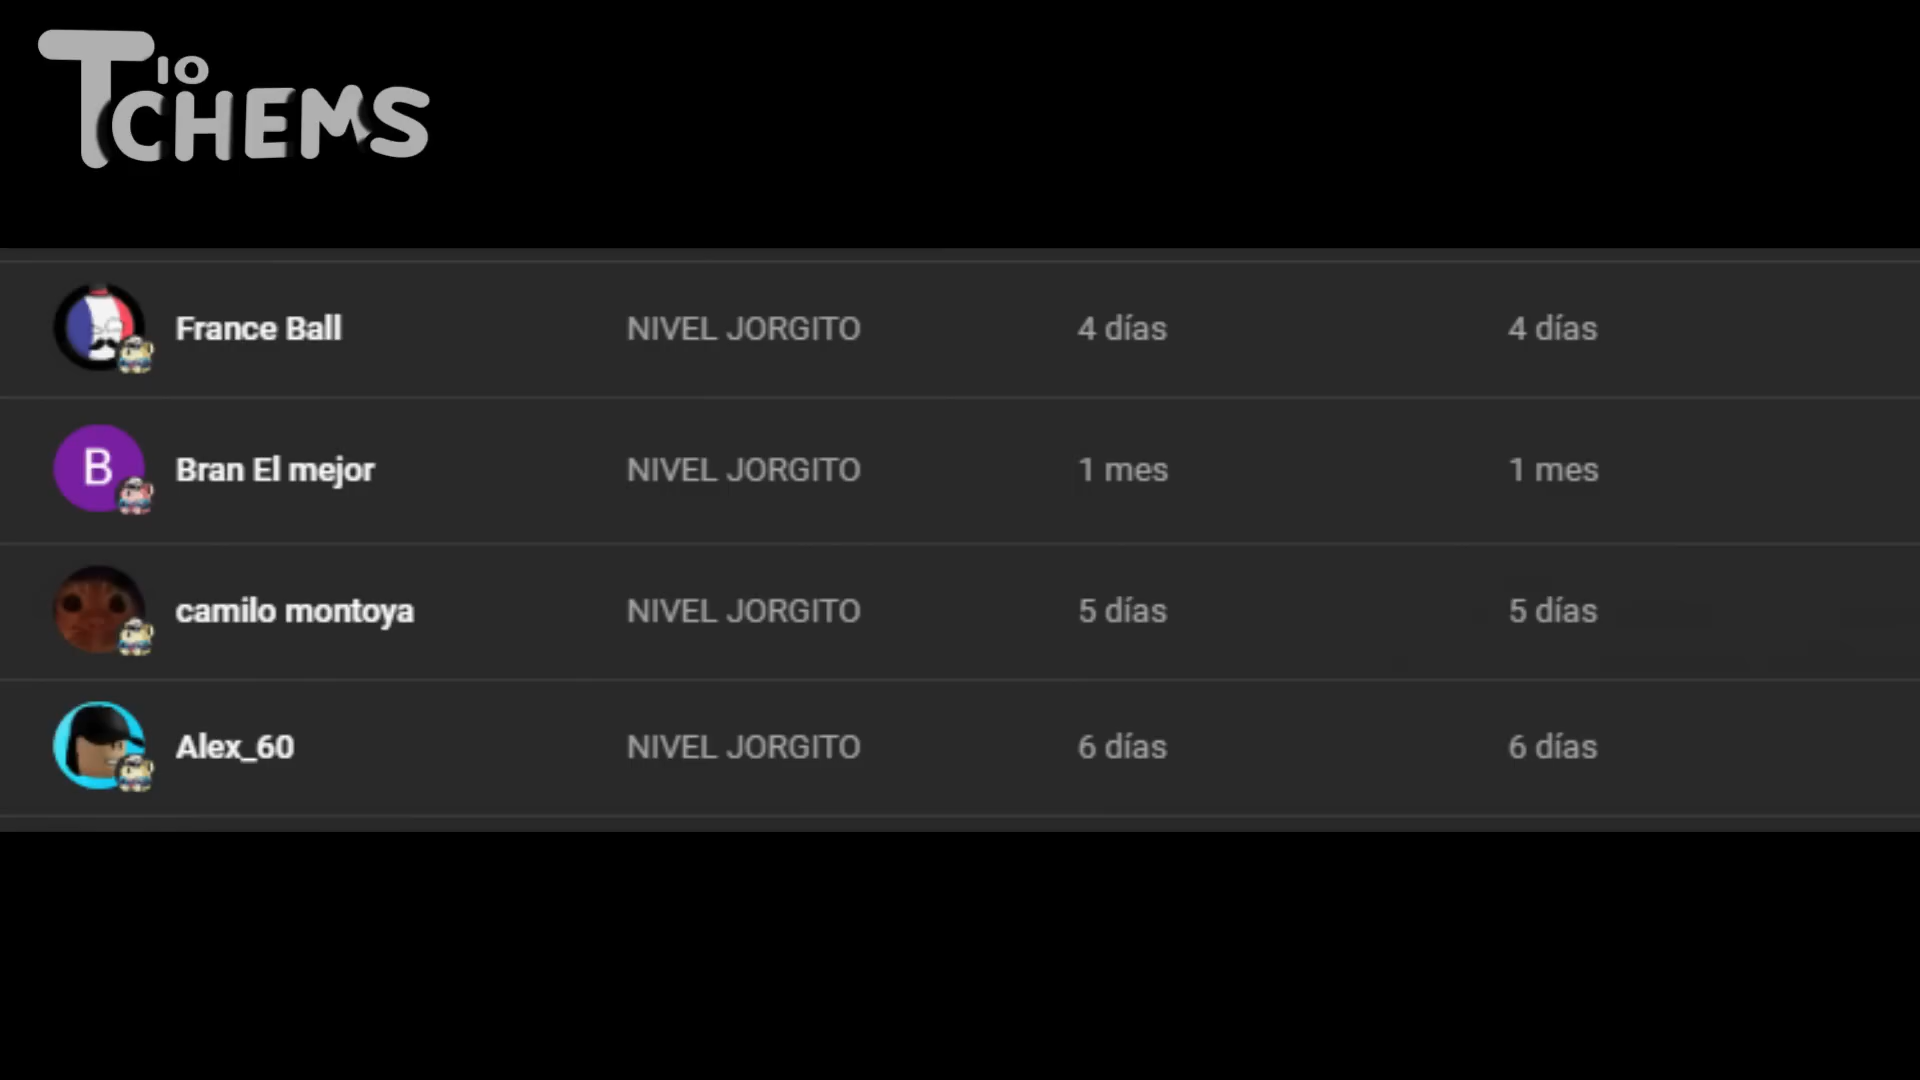 Tio
CHEMS
France Ball NIVEL JORGITO 4 días 4 días
B Bran El mejor NIVEL JORGITO 1 mes 1 mes
camilo montoya NIVEL JORGITO 5 días 5 días
Alex_60 NIVEL JORGITO 6 días 6 días